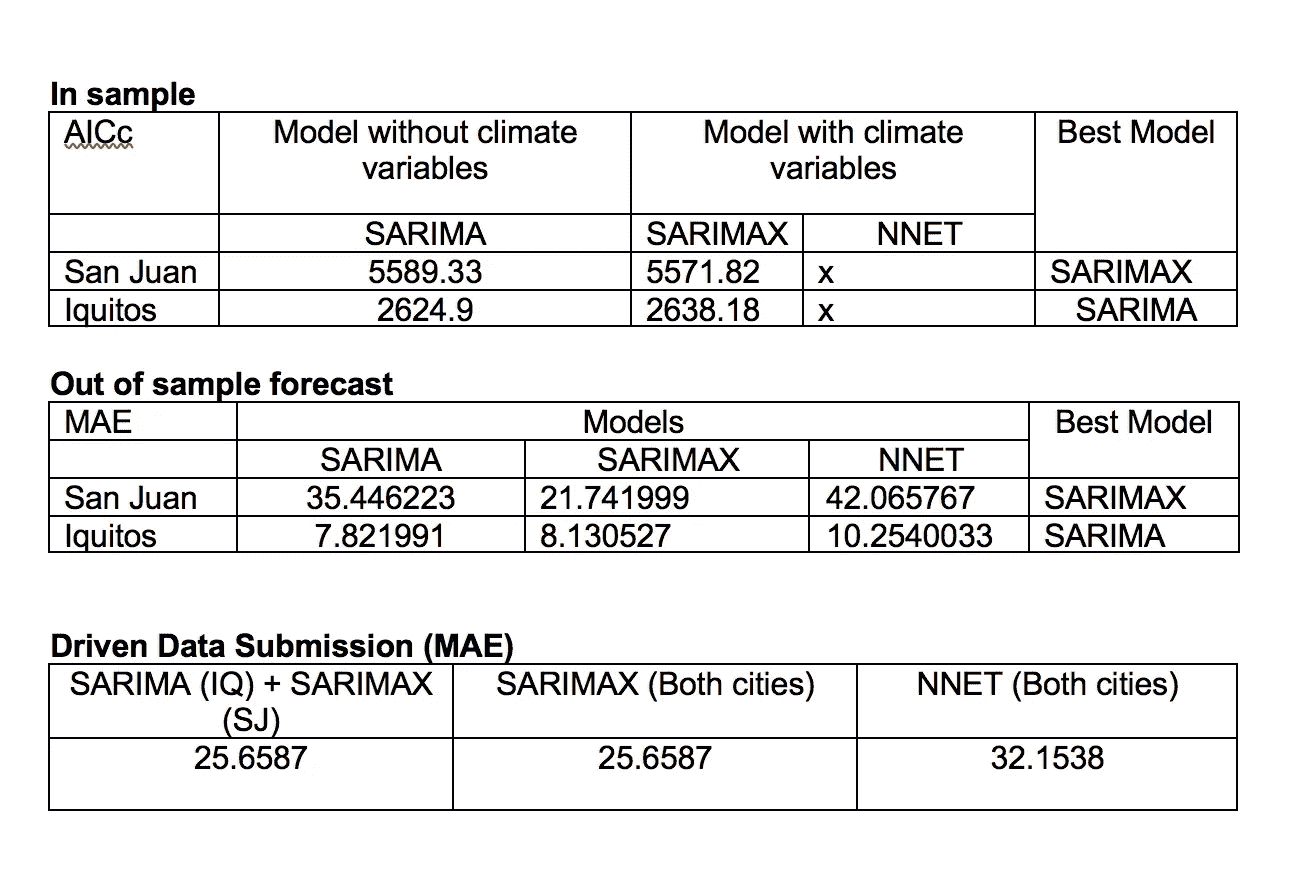 In sample
AICc Model without climate Model with climate Best Model
variables variables
SARIMA SARIMAX NNET
San Juan 5589.33 5571.82 x SARIMAX
Iquitos 2624.9 2638.18 x SARIMA
Out of sample forecast
MAE Models Best Model
SARIMA SARIMAX NNET
San Juan 35.446223 21.741999 42.065767 SARIMAX
Iquitos 7.821991 8.130527 10.2540033 SARIMA
Driven Data Submission (MAE)
SARIMA (IQ) + SARIMAX SARIMAX (Both cities) NNET (Both cities)
(SJ)
25.6587 25.6587 32.1538